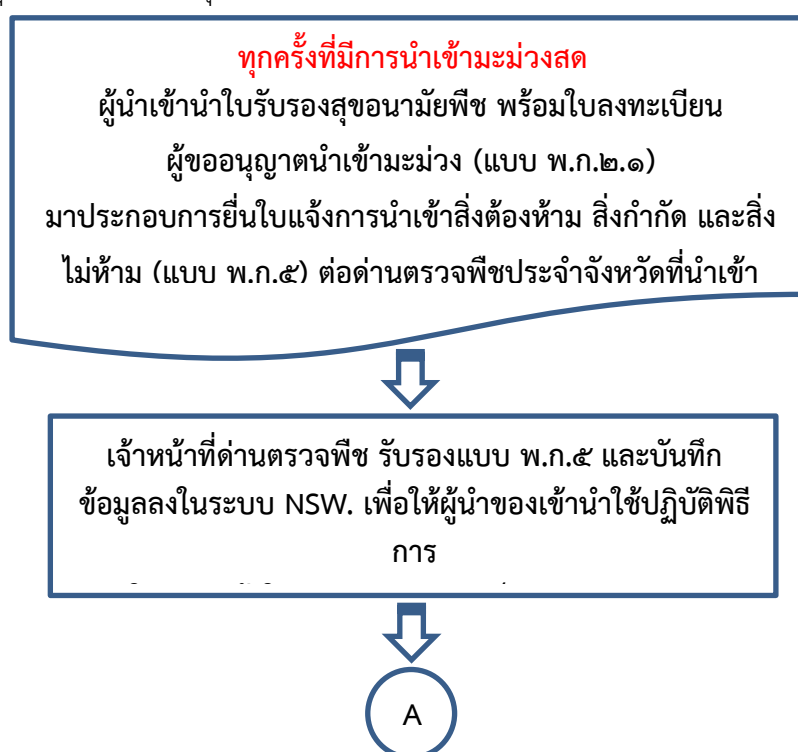 ทุกครั้งที่มีการนำเข้ามะม่วงสด
ผู้นำเข้านำใบรับรองสุขอนามัยพืช พร้อมใบลงทะเบียน
ผู้ขออนุญาตนำเข้ามะม่วง (แบบ พ.ก.๒.๑)
มาประกอบการยื่นใบแจ้งการนำเข้าสิ่งต้องห้าม สิ่งกำกัด และสิ่ง
ไม่ห้าม (แบบ พ.ก.๕) ต่อด่านตรวจพืชประจำจังหวัดที่นำเข้า
เจ้าหน้าที่ด่านตรวจพืช รับรองแบบ พ.ก.๕ และบันทึก
ข้อมูลลงในระบบ NSW. เพื่อให้ผู้นำของเข้านำใช้ปฏิบัติพิธี
การ
A